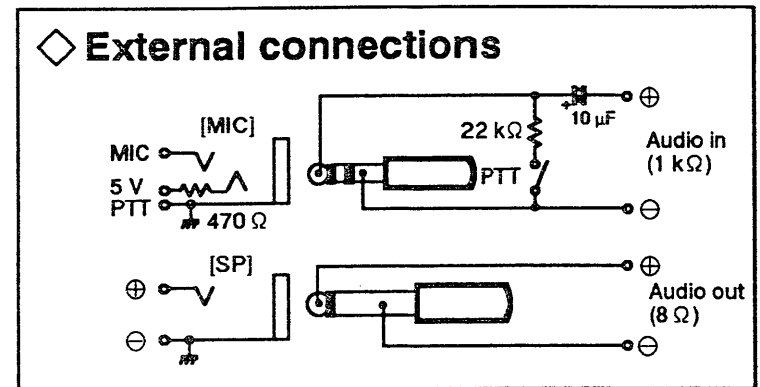 ◇ External connections
[MIC]
MIC
5 V
PTT
470 Ω
22 kΩ
PTT
+
10 µF
⊕
Audio in
(1 kΩ)
⊖
[SP]
⊕
⊖
⊕
Audio out
(8 Ω)
⊖